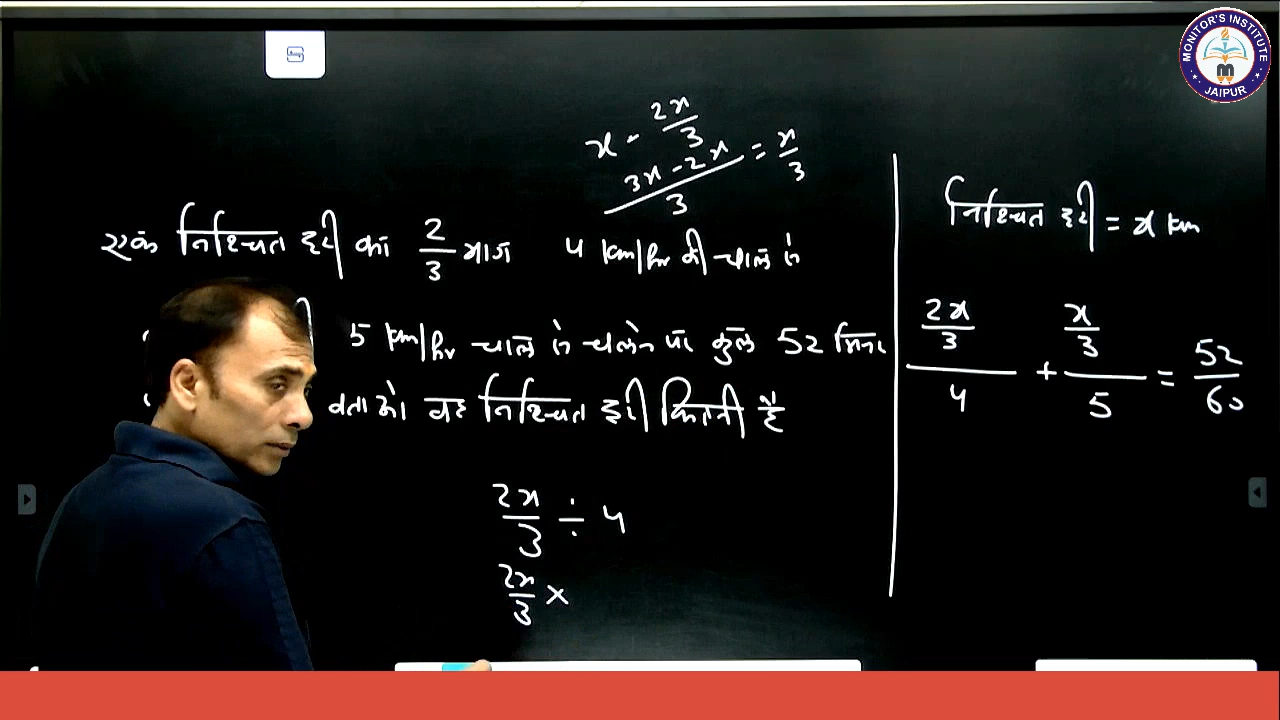 MONITOR'S INSTITUTE
JAIPUR
x - 2x/3
(3x - 2x)/3 = x/3
एक निश्चित दूरी का 2/3 भाग 4 km/hr की चाल से
5 km/hr चाल से चलने पर कुल 52 मिनट
बताओ वह निश्चित दूरी कितनी है
2x/3 ÷ 4
2x/3 ×
निश्चित दूरी = x km
(2x/3)/4 + (x/3)/5 = 52/60